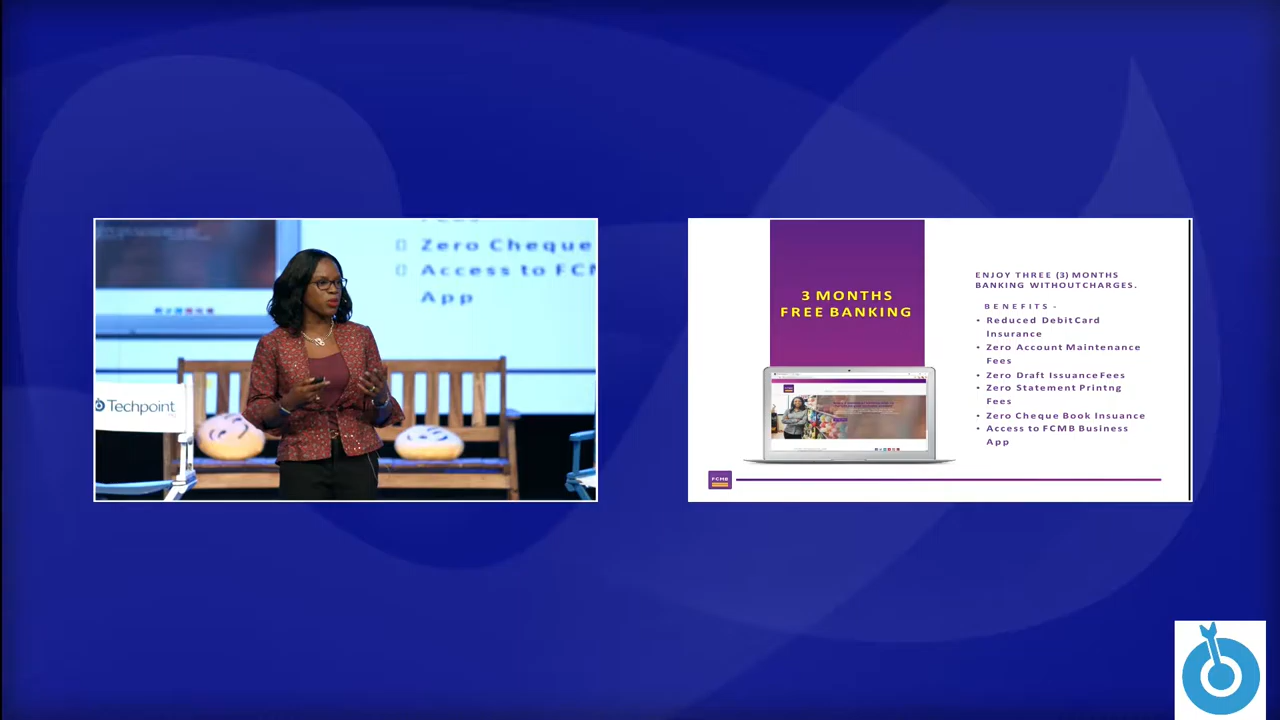 Zero Cheque
Access to FCM
App
Techpoint
3 MONTHS
FREE BANKING
ENJOY THREE (3) MONTHS
BANKING WITHOUTCHARGES.
BENEFITS -
• Reduced DebitCard
Insurance
• Zero Account Maintenance
Fees
• Zero Draft IssuanceFees
• Zero Statement Printng
Fees
• Zero Cheque Book Insuance
• Access to FCMB Business
App
FCMB